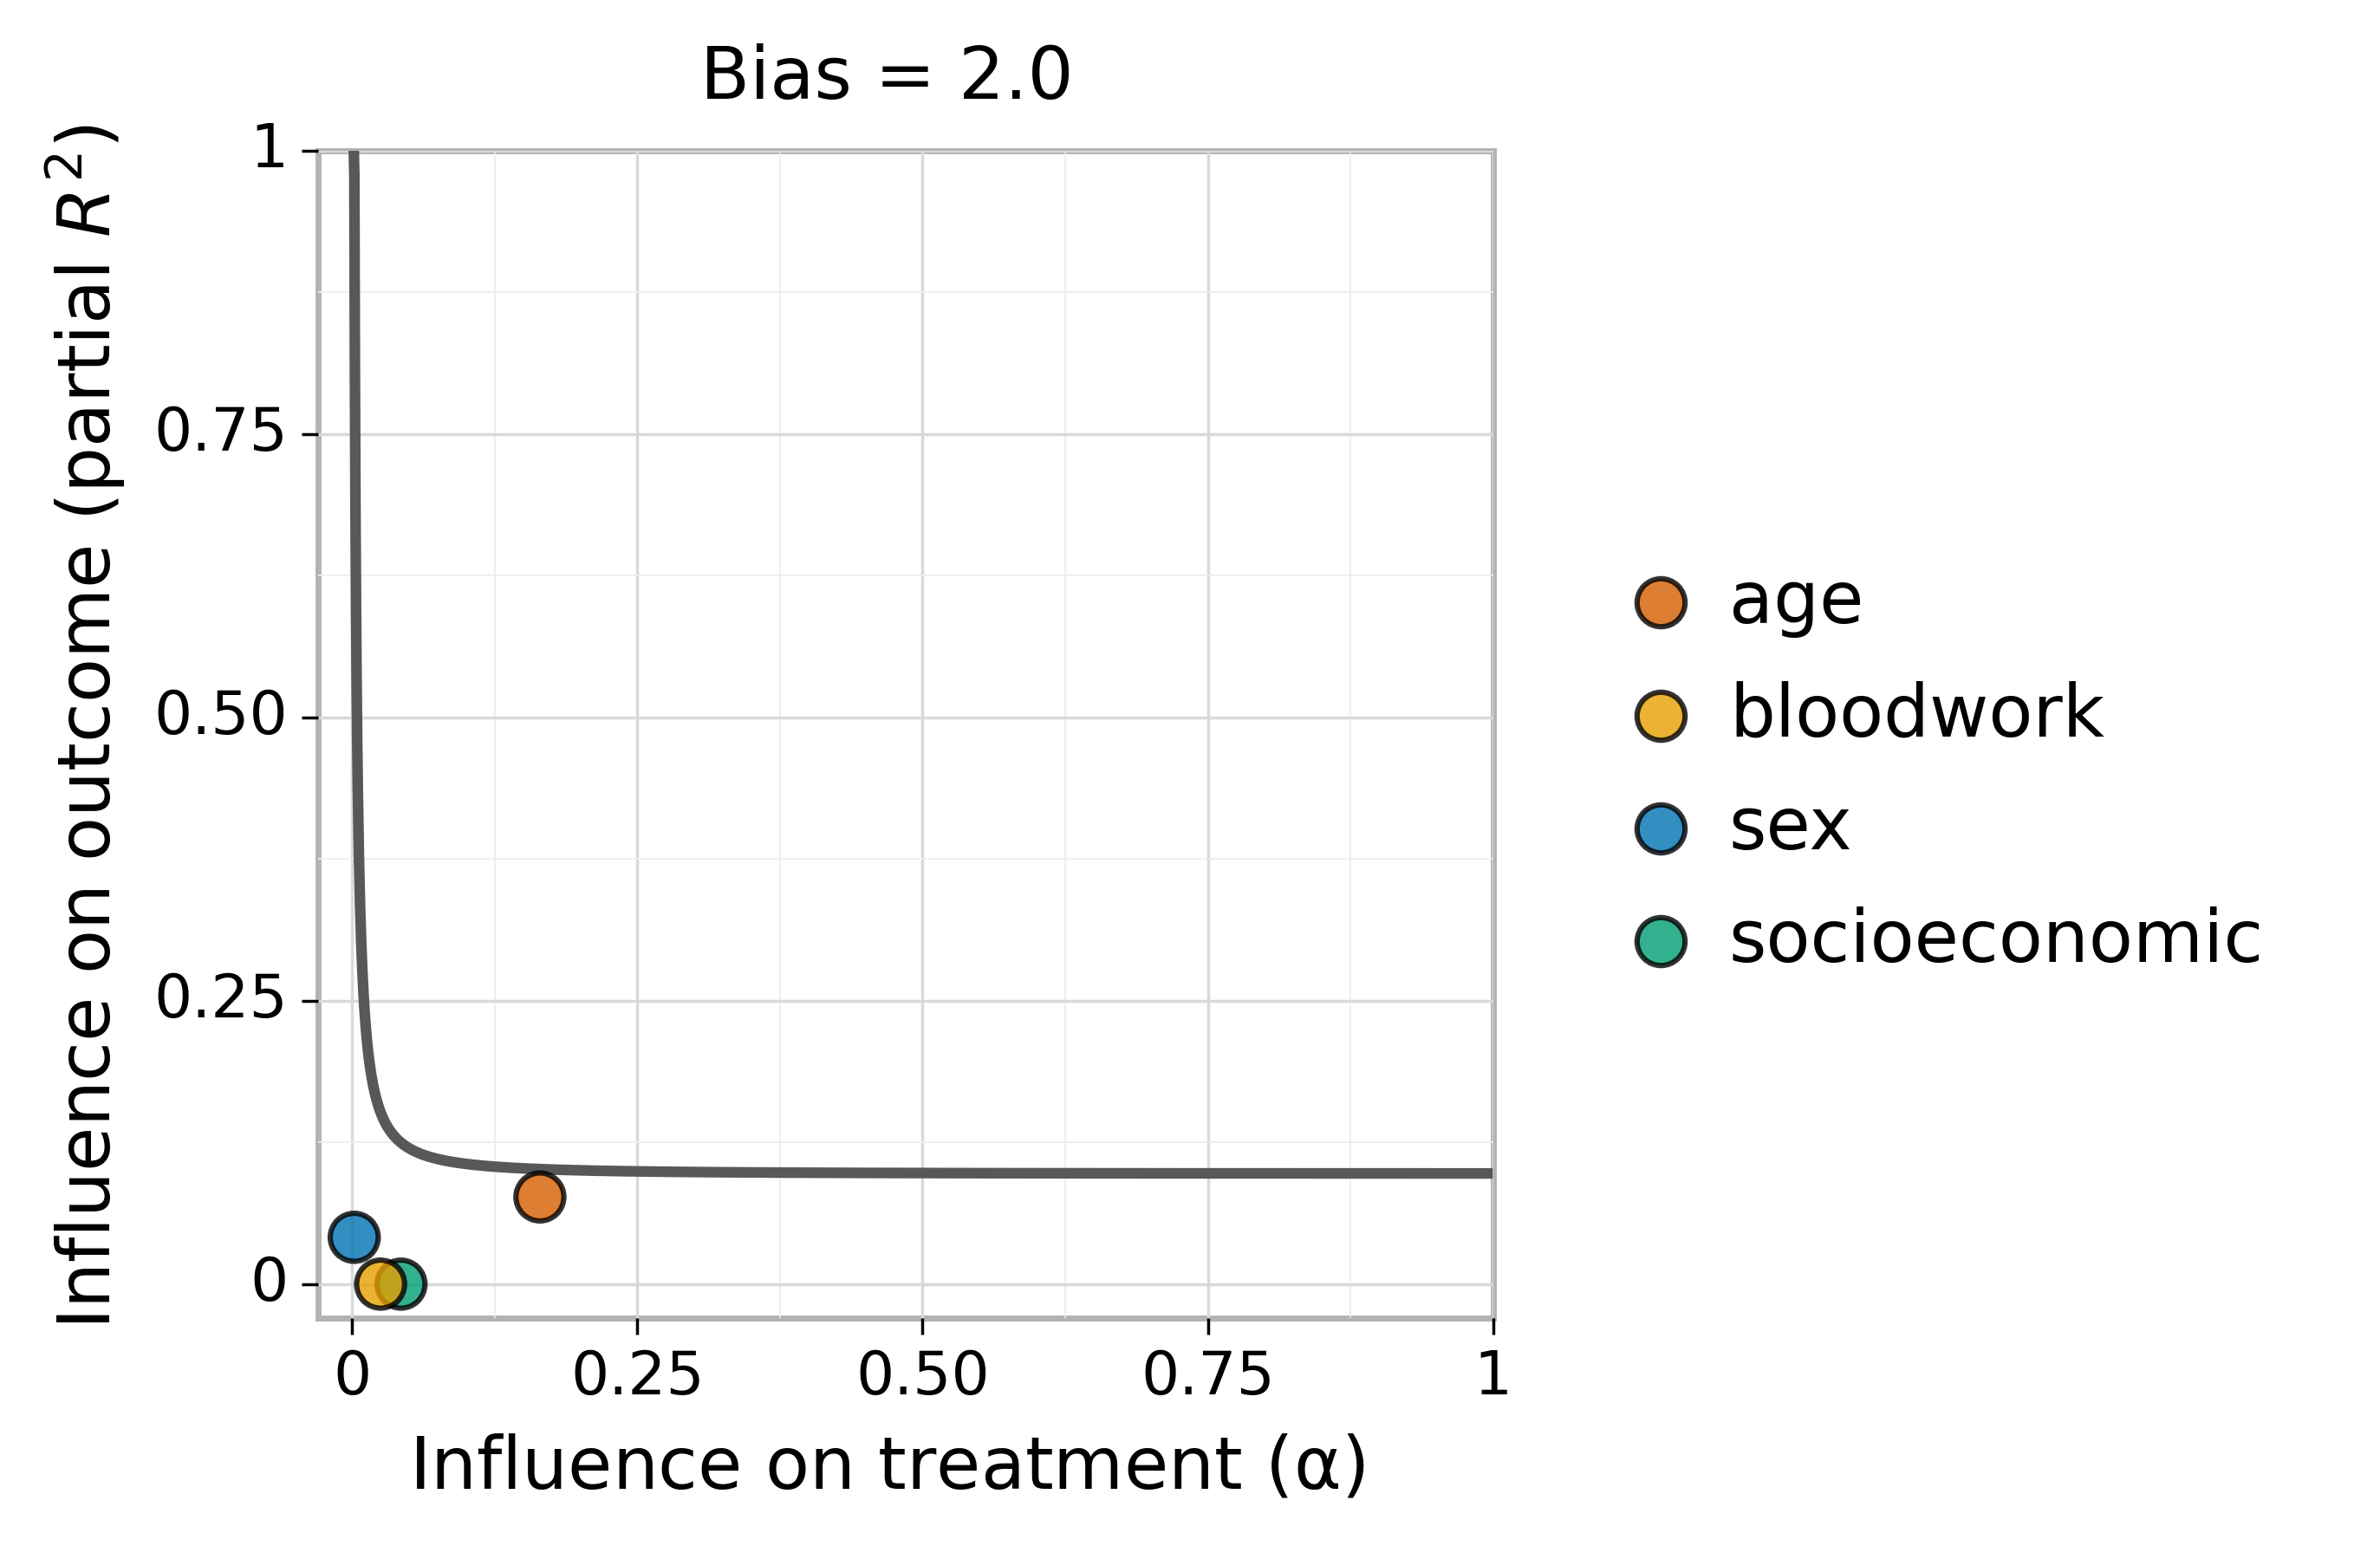 Bias = 2.0
Influence on outcome (partial R²)
1
0.75
0.50
0.25
0
0
0.25
0.50
0.75
1
Influence on treatment (α)
age
bloodwork
sex
socioeconomic